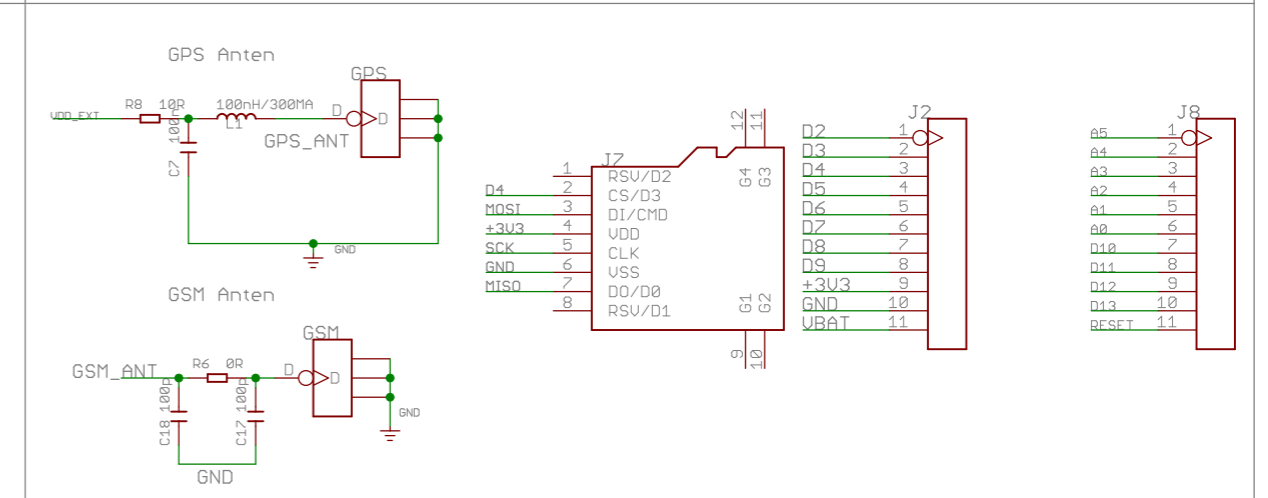 GPS Anten
GPS
VDD_EXT
R8 10R
100n
C7
100nH/300MA
L1
D
D
GPS_ANT
GND
GSM Anten
GSM
GSM_ANT
R6 0R
D
D
C18 100p
C17 100p
GND
GND
J7
12 11
G4 G3
1 RSV/D2
D4 2 CS/D3
MOSI 3 DI/CMD
+3V3 4 VDD
SCK 5 CLK
GND 6 VSS
MISO 7 DO/D0
8 RSV/D1
G1 G2
9 10
J2
D2 1
D3 2
D4 3
D5 4
D6 5
D7 6
D8 7
D9 8
+3V3 9
GND 10
VBAT 11
J8
A5 1
A4 2
A3 3
A2 4
A1 5
A0 6
D10 7
D11 8
D12 9
D13 10
RESET 11